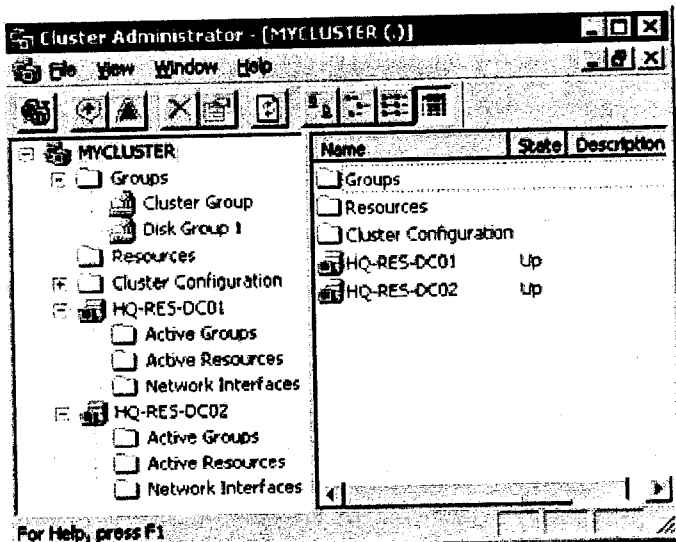 Cluster Administrator - [MYCLUSTER (.)]
File View Window Help
MYCLUSTER
Groups
Cluster Group
Disk Group 1
Resources
Cluster Configuration
HQ-RES-DC01
Active Groups
Active Resources
Network Interfaces
HQ-RES-DC02
Active Groups
Active Resources
Network Interfaces
Name State Description
Groups
Resources
Cluster Configuration
HQ-RES-DC01 Up
HQ-RES-DC02 Up
For Help, press F1